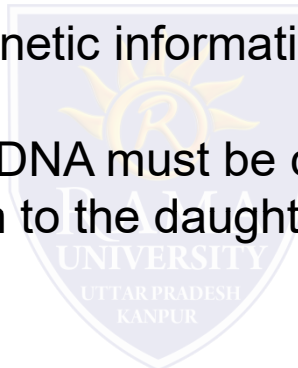 netic informati
DNA must be
n to the daught
RAMA
UNIVERSITY
UTTAR PRADESH
KANPUR